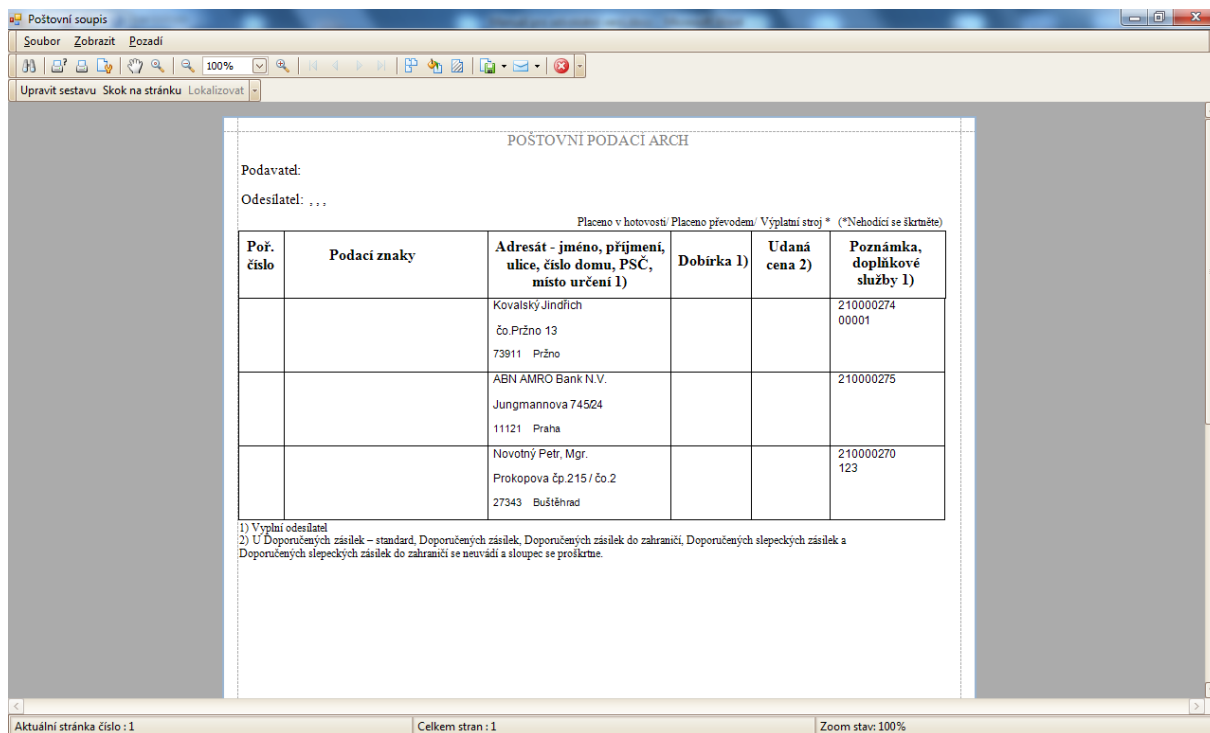 Poštovní soupis
Soubor Zobrazit Pozadí
100%
Upravit sestavu Skok na stránku Lokalizovat
POŠTOVNÍ PODACÍ ARCH
Podavatel:
Odesílatel: , , ,
Placeno v hotovosti/ Placeno převodem/ Výplatní stroj * (*Nehodící se škrtněte)
Poř. číslo
Podací znaky
Adresát - jméno, příjmení,
ulice, číslo domu, PSČ,
místo určení 1)
Dobírka 1)
Udaná
cena 2)
Poznámka,
doplňkové
služby 1)
Kovalský Jindřich
čo.Pržno 13
73911 Pržno
210000274
00001
ABN AMRO Bank N.V.
Jungmannova 745/24
11121 Praha
210000275
Novotný Petr, Mgr.
Prokopova čp.215 / čo.2
27343 Buštěhrad
210000270
123
1) Vyplní odesílatel
2) U Doporučených zásilek – standard, Doporučených zásilek, Doporučených zásilek do zahraničí, Doporučených slepeckých zásilek a
Doporučených slepeckých zásilek do zahraničí se neuvádí a sloupec se proškrtne.
Aktuální stránka číslo : 1
Celkem stran : 1
Zoom stav: 100%